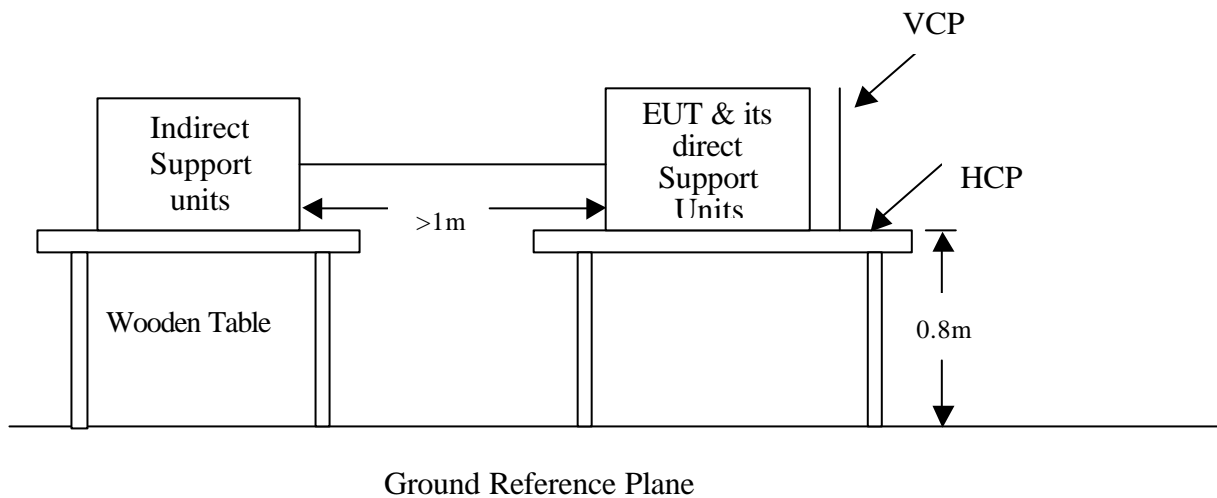 VCP
Indirect
Support
units
EUT & its
direct
Support
Units
HCP
>1m
Wooden Table
0.8m
Ground Reference Plane